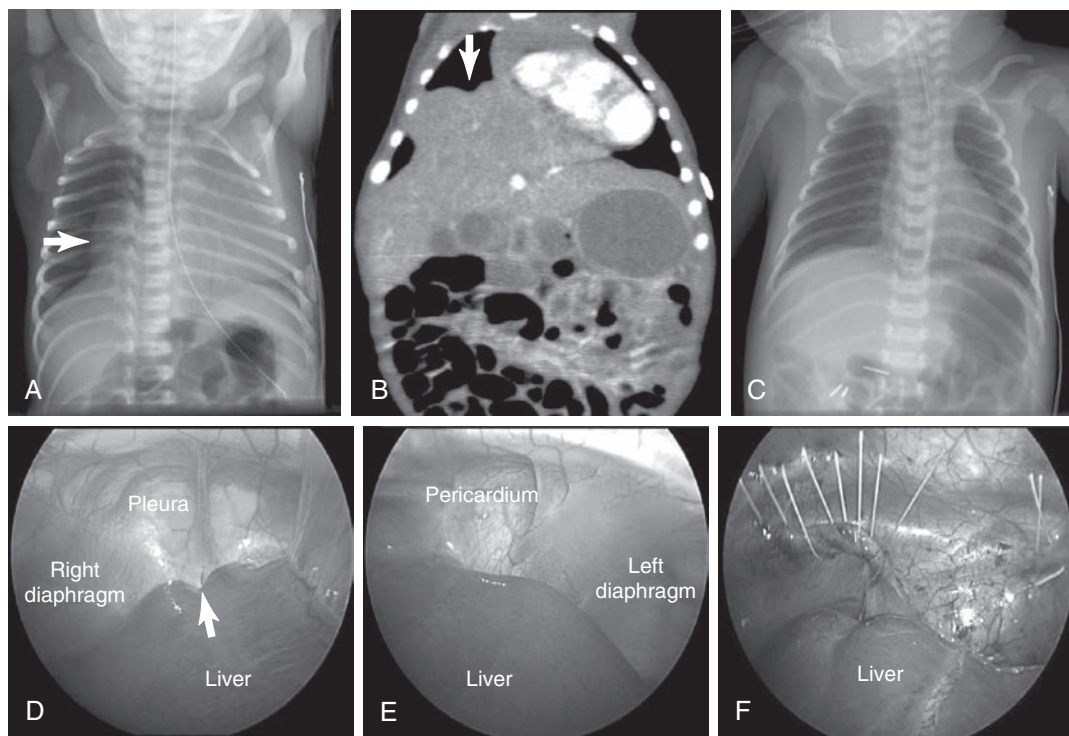 A
B
C
Pleura
Right
diaphragm
Liver
D
Pericardium
Left
diaphragm
Liver
E
Liver
F